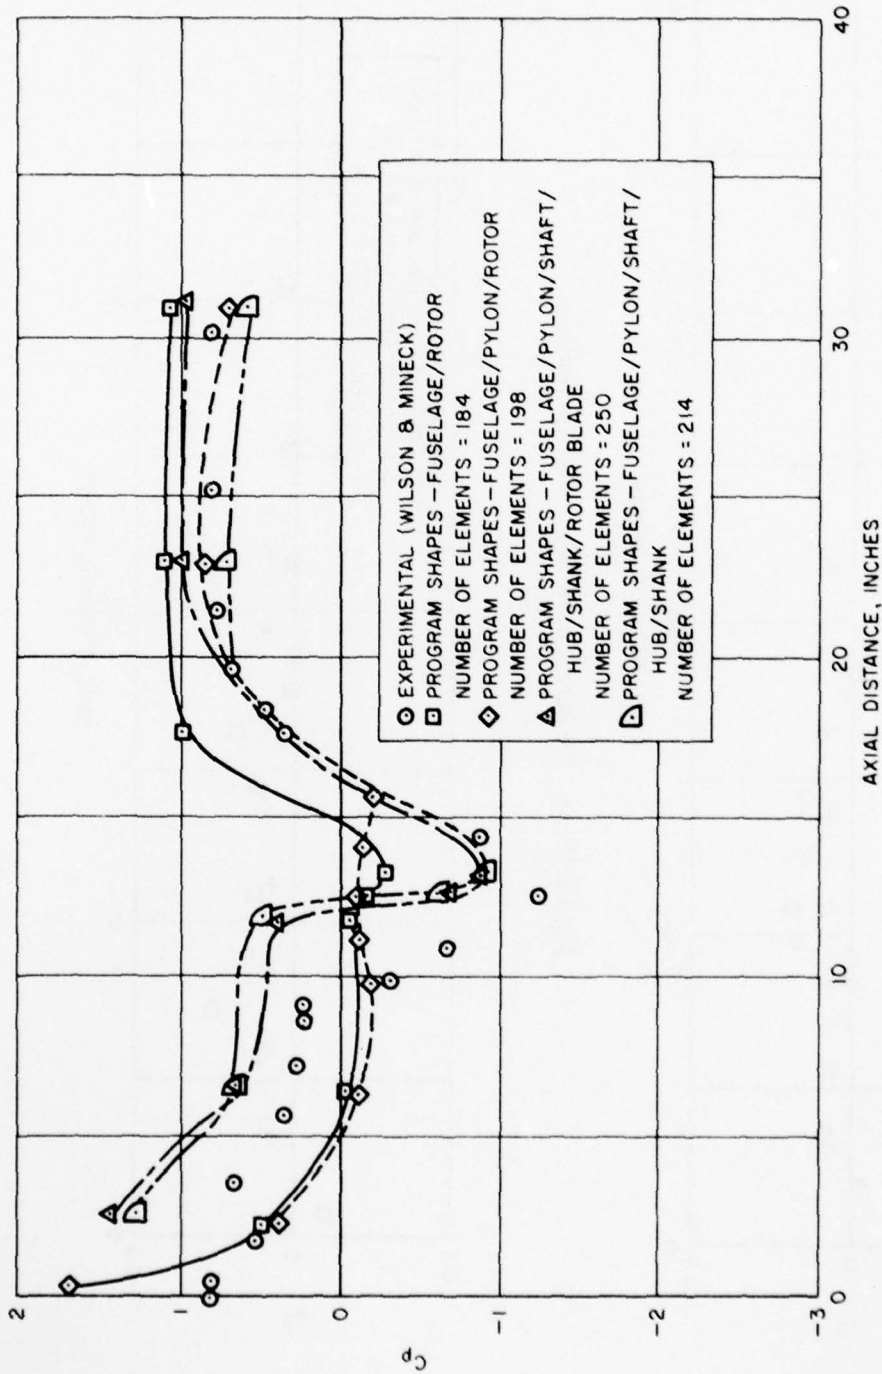 2
1
0
-1
-2
-3
Cp
0
10
20
30
40
AXIAL DISTANCE, INCHES
EXPERIMENTAL (WILSON & MINECK)
PROGRAM SHAPES - FUSELAGE/ROTOR
NUMBER OF ELEMENTS = 184
PROGRAM SHAPES - FUSELAGE/PYLON/ROTOR
NUMBER OF ELEMENTS = 198
PROGRAM SHAPES - FUSELAGE/PYLON/SHAFT/
HUB/SHANK/ROTOR BLADE
NUMBER OF ELEMENTS = 250
PROGRAM SHAPES - FUSELAGE/PYLON/SHAFT/
HUB/SHANK
NUMBER OF ELEMENTS = 214